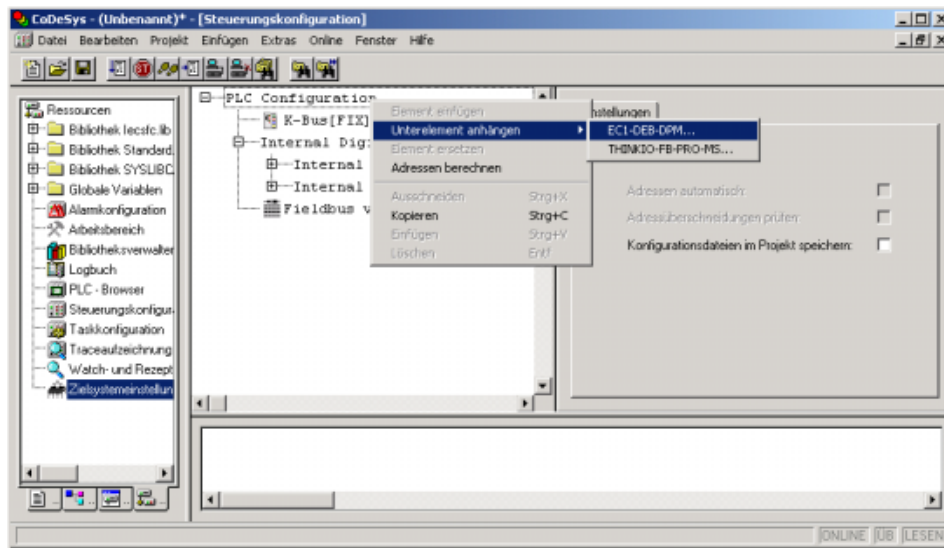 CoDeSys - (Unbenannt)* - [Steuerungskonfiguration]
Datei Bearbeiten Projekt Einfügen Extras Online Fenster Hilfe
Ressourcen
Bibliothek Iecsfc.lib
Bibliothek Standard.
Bibliothek SYSLIBC
Globale Variablen
Alarmkonfiguration
Arbeitsbereich
Bibliotheksverwalter
Logbuch
PLC - Browser
Steuerungskonfigur
Taskkonfiguration
Traceaufzeichnung
Watch- und Rezept
Zielsystemeinstellun
PLC Configuration
K-Bus[FIX]
Internal Dig
Internal
Internal
Fieldbus v
Element einfügen
Unterelement anhängen
Element ersetzen
Adressen berechnen
Ausschneiden Strg+X
Kopieren Strg+C
Einfügen Strg+V
Löschen Entf
EC1-DEB-DPM...
THINKIO-FB-PRO-MS...
nstellungen
Adressen automatisch:
Adressüberschneidungen prüfen:
Konfigurationsdateien im Projekt speichern:
ONLINE ÜB LESEN